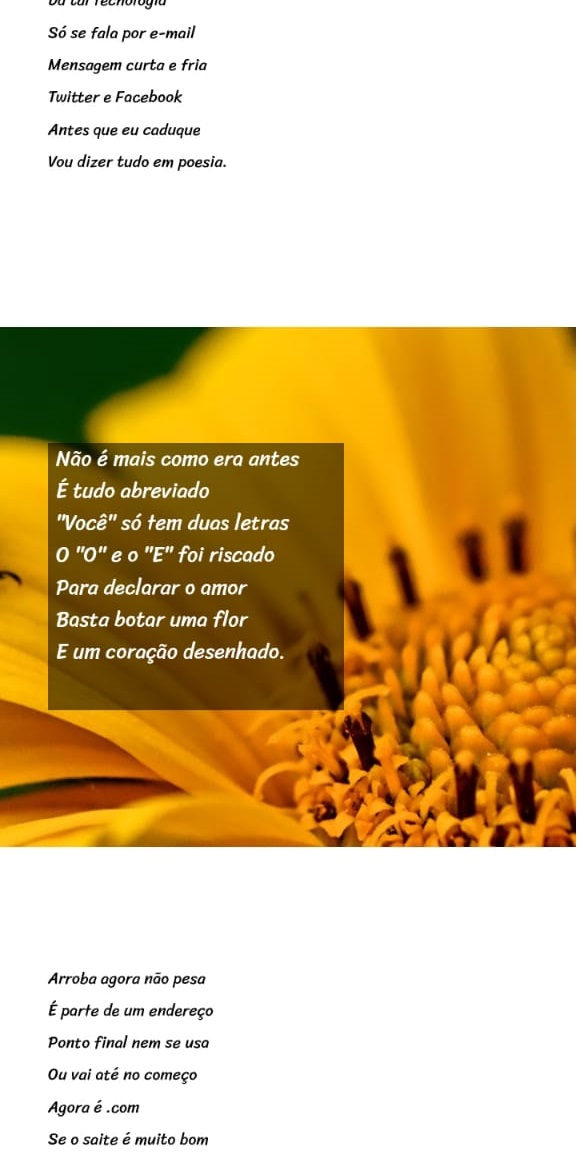 Da tal Tecnologia
Só se fala por e-mail
Mensagem curta e fria
Twitter e Facebook
Antes que eu caduque
Vou dizer tudo em poesia.
Não é mais como era antes
É tudo abreviado
"Você" só tem duas letras
O "O" e o "E" foi riscado
Para declarar o amor
Basta botar uma flor
E um coração desenhado.
Arroba agora não pesa
É parte de um endereço
Ponto final nem se usa
Ou vai até no começo
Agora é .com
Se o saite é muito bom